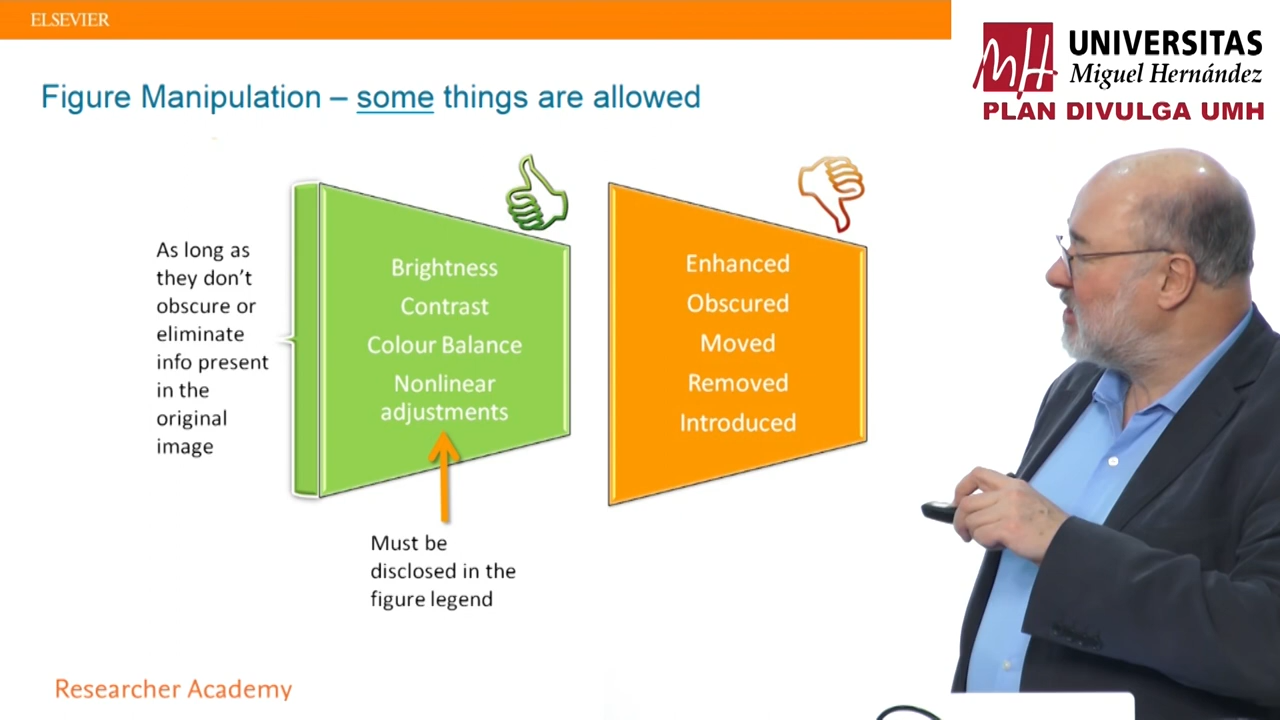 ELSEVIER
UNIVERSITAS
Miguel Hernández
PLAN DIVULGA UMH
Figure Manipulation – some things are allowed
As long as
they don't
obscure or
eliminate
info present
in the
original
image
Brightness
Contrast
Colour Balance
Nonlinear
adjustments
Must be
disclosed in the
figure legend
Enhanced
Obscured
Moved
Removed
Introduced
Researcher Academy